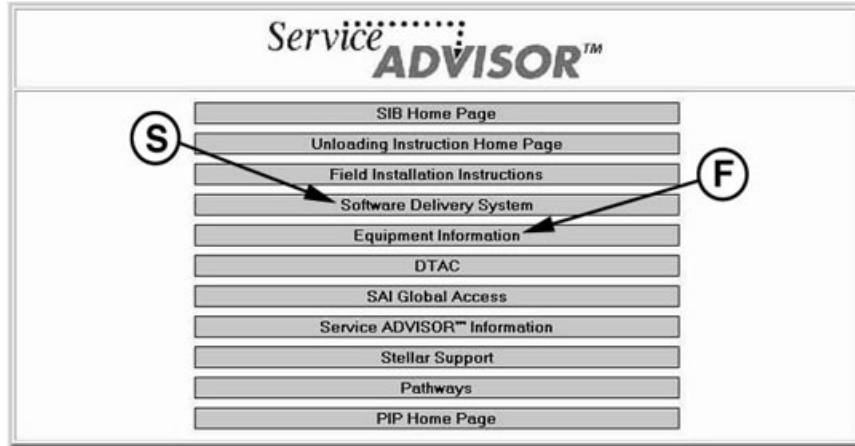 Service
ADVISOR™
SIB Home Page
S
Unloading Instruction Home Page
Field Installation Instructions
F
Software Delivery System
Equipment Information
DTAC
SAI Global Access
Service ADVISOR™ Information
Stellar Support
Pathways
PIP Home Page